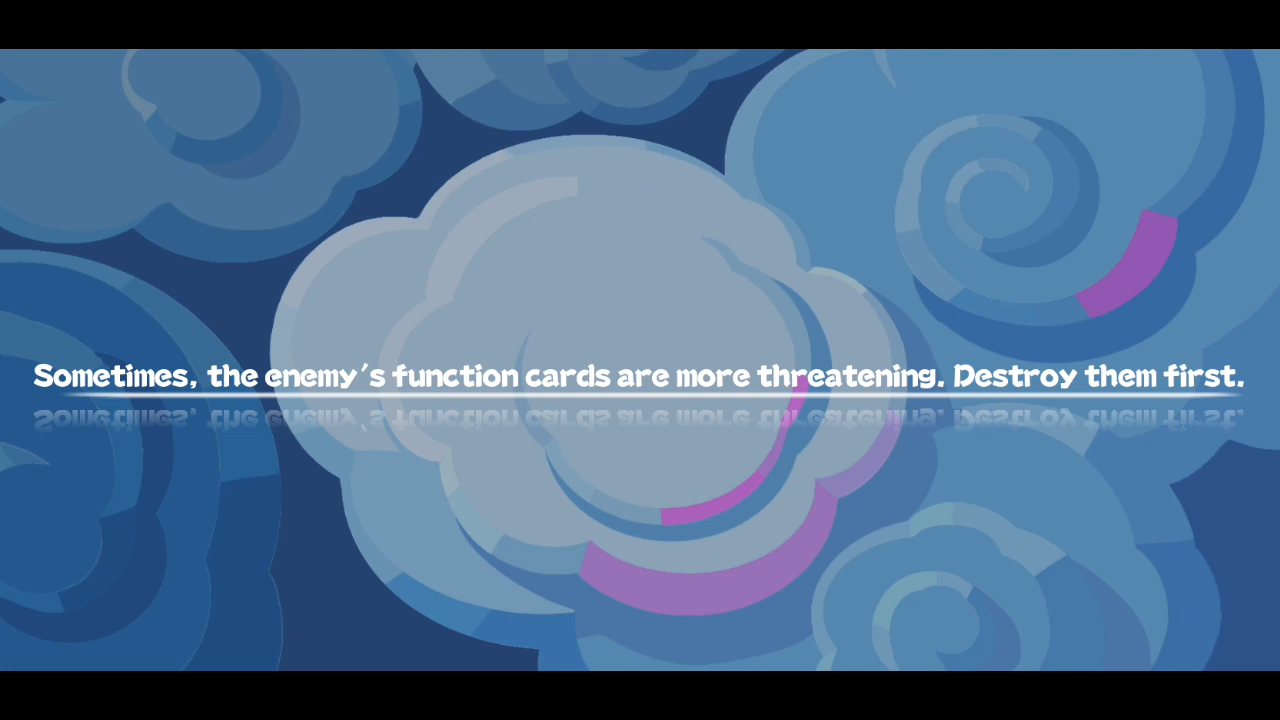 Sometimes, the enemy's function cards are more threatening. Destroy them first.